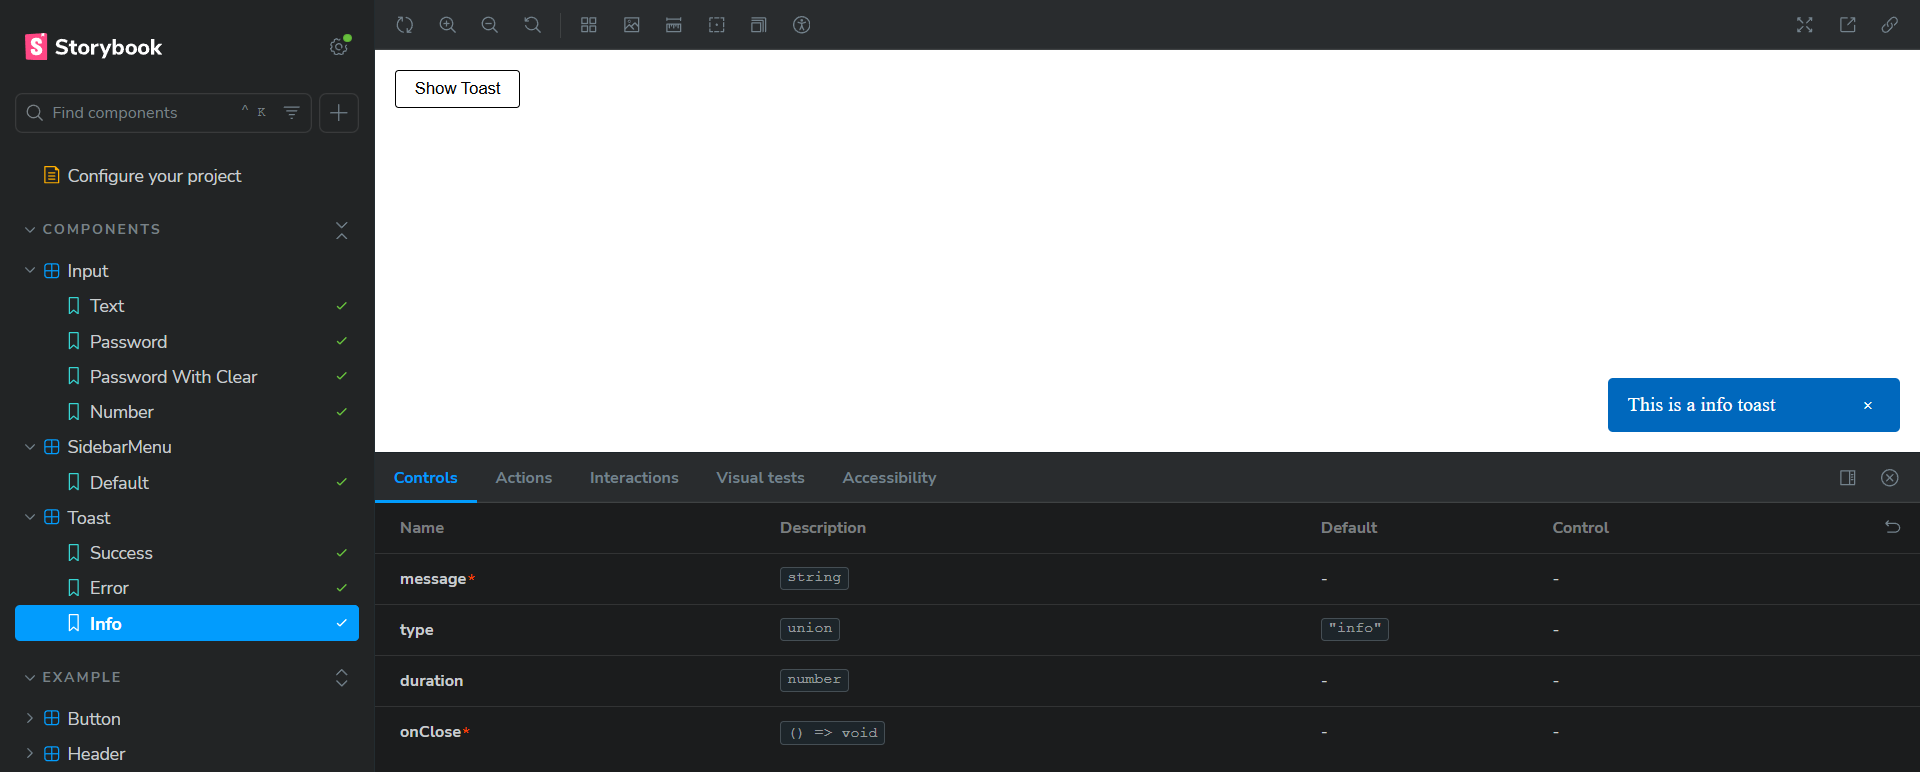 Storybook
Find components
^ K
Configure your project
COMPONENTS
Input
Text
Password
Password With Clear
Number
SidebarMenu
Default
Toast
Success
Error
Info
EXAMPLE
Button
Header
Show Toast
This is a info toast ×
Controls Actions Interactions Visual tests Accessibility
Name Description Default Control
message* string - -
type union "info" -
duration number - -
onClose* () => void - -